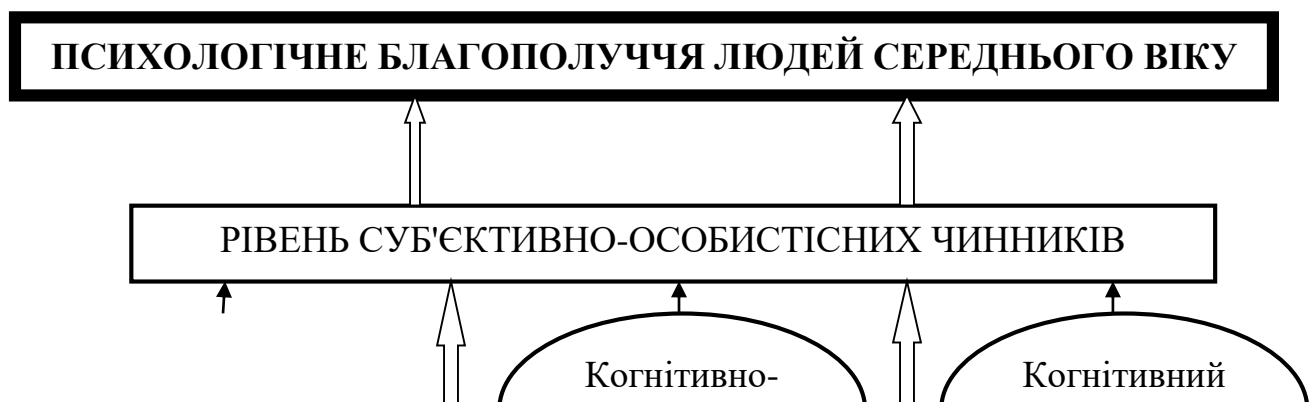 ПСИХОЛОГІЧНЕ БЛАГОПОЛУЧЧЯ ЛЮДЕЙ СЕРЕДНЬОГО ВІКУ
РІВЕНЬ СУБ'ЄКТИВНО-ОСОБИСТІСНИХ ЧИННИКІВ
Когнітивно-
Когнітивний